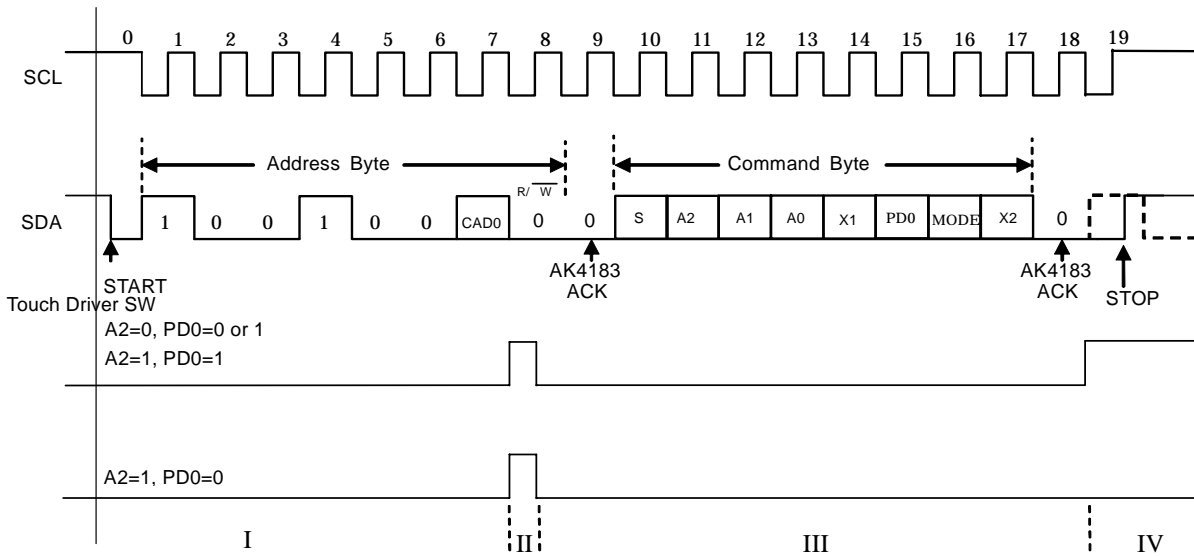 0 1 2 3 4 5 6 7 8 9 10 11 12 13 14 15 16 17 18 19
SCL
Address Byte Command Byte
R/W
SDA
1 0 0 1 0 0 CAD0 0 0 S A2 A1 A0 X1 PD0 MODE X2 0
START
AK4183
ACK
AK4183
ACK
STOP
Touch Driver SW
A2=0, PD0=0 or 1
A2=1, PD0=1
A2=1, PD0=0
I II III IV